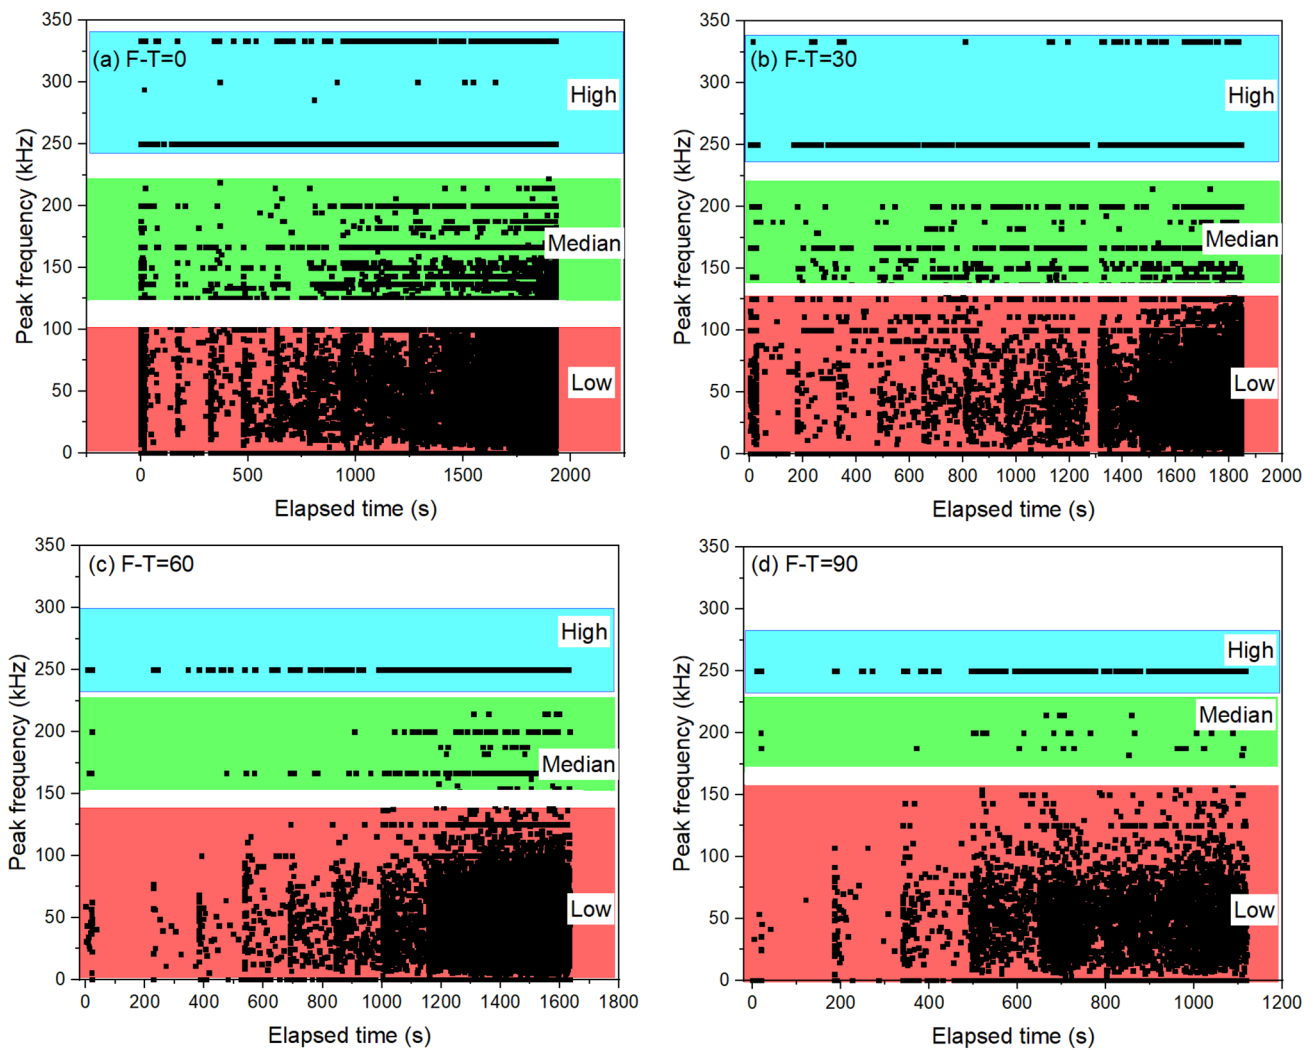 350
300
250
200
150
100
50
0
Peak frequency (kHz)
(a) F-T=0
High
Median
Low
0 500 1000 1500 2000
Elapsed time (s)
350
300
250
200
150
100
50
0
Peak frequency (kHz)
(b) F-T=30
High
Median
Low
0 200 400 600 800 1000 1200 1400 1600 1800 2000
Elapsed time (s)
350
300
250
200
150
100
50
0
Peak frequency (kHz)
(c) F-T=60
High
Median
Low
0 200 400 600 800 1000 1200 1400 1600 1800
Elapsed time (s)
350
300
250
200
150
100
50
0
Peak frequency (kHz)
(d) F-T=90
High
Median
Low
0 200 400 600 800 1000 1200
Elapsed time (s)